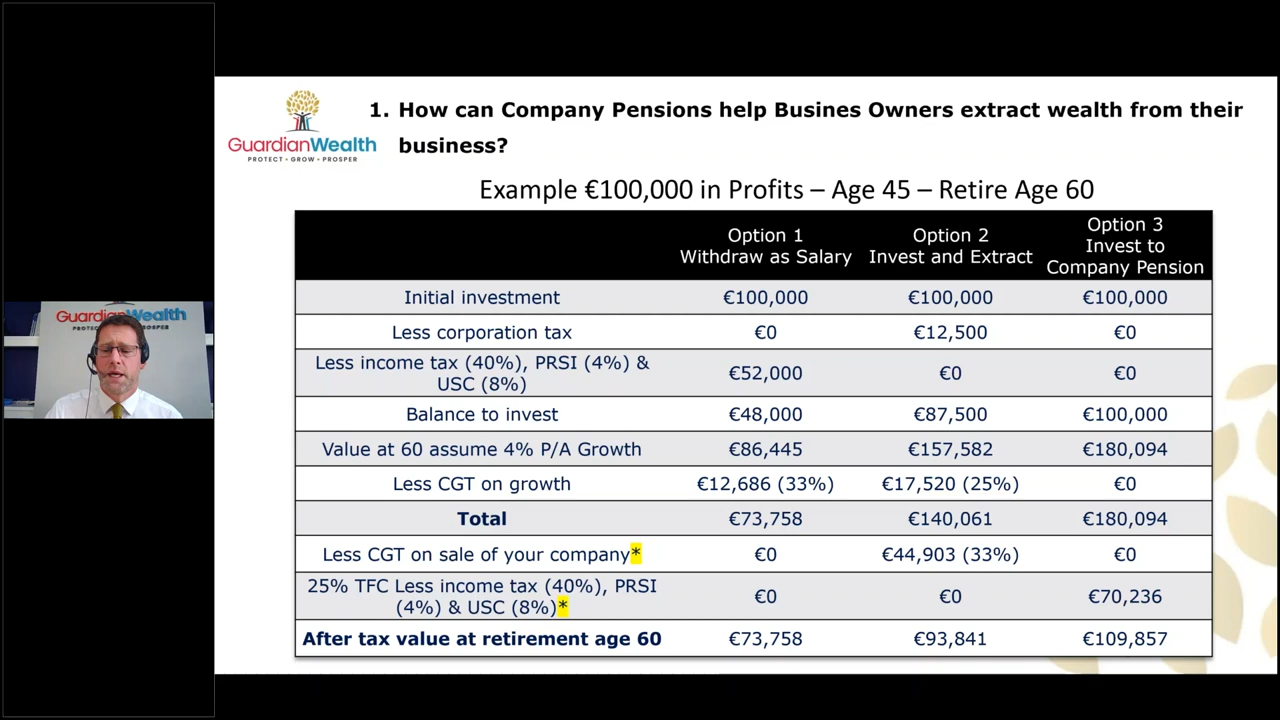 GuardianWealth
PROTECT • GROW • PROSPER
1. How can Company Pensions help Busines Owners extract wealth from their
business?
Example €100,000 in Profits – Age 45 – Retire Age 60
Option 1
Withdraw as Salary
Option 2
Invest and Extract
Option 3
Invest to
Company Pension
Initial investment €100,000 €100,000 €100,000
Less corporation tax €0 €12,500 €0
Less income tax (40%), PRSI (4%) &
USC (8%)
€52,000 €0 €0
Balance to invest €48,000 €87,500 €100,000
Value at 60 assume 4% P/A Growth €86,445 €157,582 €180,094
Less CGT on growth €12,686 (33%) €17,520 (25%) €0
Total €73,758 €140,061 €180,094
Less CGT on sale of your company* €0 €44,903 (33%) €0
25% TFC Less income tax (40%), PRSI
(4%) & USC (8%)*
€0 €0 €70,236
After tax value at retirement age 60 €73,758 €93,841 €109,857
GuardianWealth